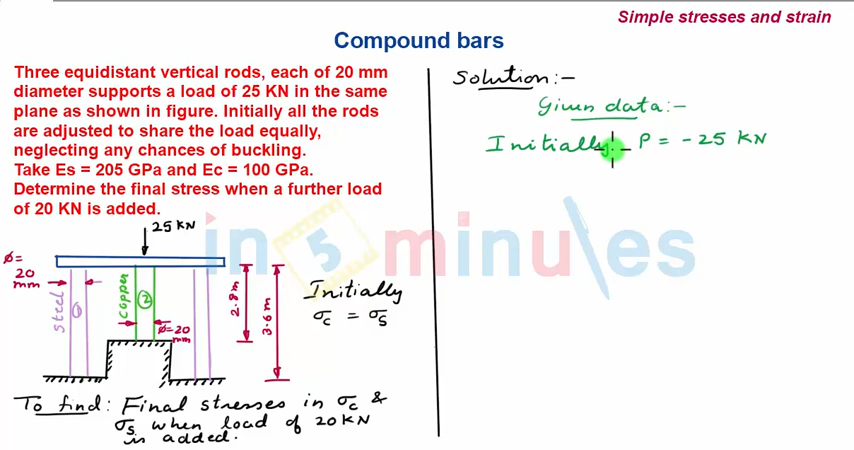 Simple stresses and strain
Compound bars
Three equidistant vertical rods, each of 20 mm
diameter supports a load of 25 KN in the same
plane as shown in figure. Initially all the rods
are adjusted to share the load equally,
neglecting any chances of buckling.
Take Es = 205 GPa and Ec = 100 GPa.
Determine the final stress when a further load
of 20 KN is added.
25 KN
φ=
20
mm
Steel
①
Copper
②
φ=20
mm
2.8 m
3.6 m
Initially
σc = σs
To find: Final stresses in σc &
σs when load of 20 KN
is added.
Solution:-
Given data:-
Initially: P = -25 KN
in 5 minutes